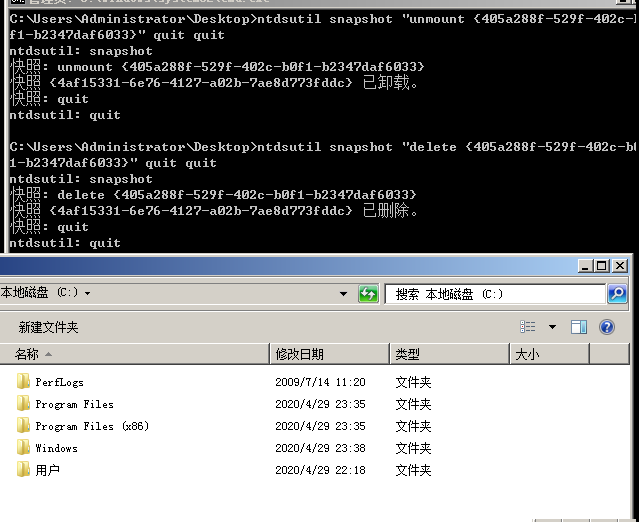 C:\Users\Administrator\Desktop>ntdsutil snapshot "unmount {405a288f-529f-402c-b0
f1-b2347daf6033}" quit quit
ntdsutil: snapshot
快照: unmount {405a288f-529f-402c-b0f1-b2347daf6033}
快照 {4af15331-6e76-4127-a02b-7ae8d773fddc} 已卸载。
快照: quit
ntdsutil: quit
C:\Users\Administrator\Desktop>ntdsutil snapshot "delete {405a288f-529f-402c-b0f
1-b2347daf6033}" quit quit
ntdsutil: snapshot
快照: delete {405a288f-529f-402c-b0f1-b2347daf6033}
快照 {4af15331-6e76-4127-a02b-7ae8d773fddc} 已删除。
快照: quit
ntdsutil: quit
本地磁盘 (C:)
搜索 本地磁盘 (C:)
新建文件夹
名称 修改日期 类型 大小
PerfLogs 2009/7/14 11:20 文件夹
Program Files 2020/4/29 23:35 文件夹
Program Files (x86) 2020/4/29 23:35 文件夹
Windows 2020/4/29 23:38 文件夹
用户 2020/4/29 22:18 文件夹